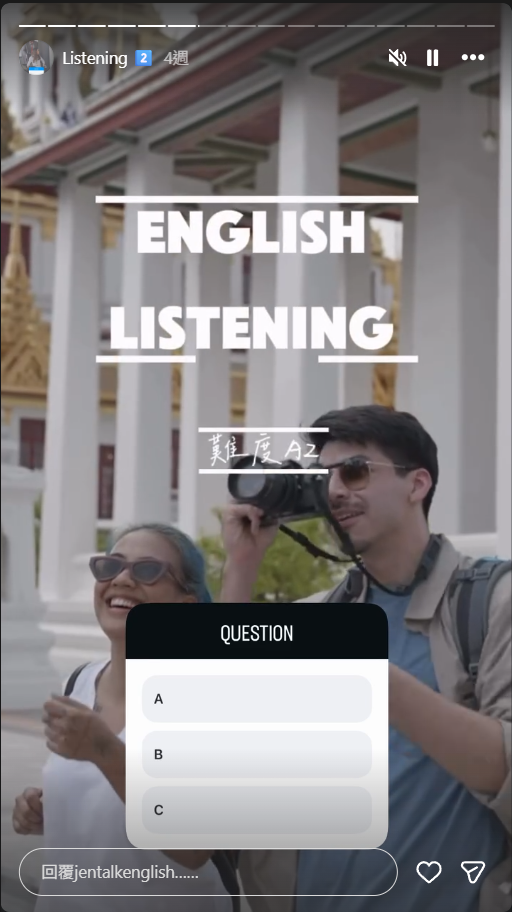 Listening 2️⃣ 4週
ENGLISH
LISTENING
難度 A2
QUESTION
A
B
C
回覆jentalkenglish......